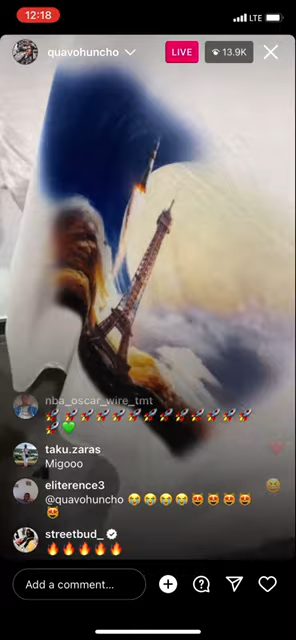 12:18
LTE
quavohuncho
LIVE
13.9K
nba_oscar_wire_tmt
🚀🚀🚀🚀🚀🚀🚀🚀🚀🚀🚀🚀🚀
🚀💚
taku.zaras
Migooo
eliterence3
@quavohuncho 😭😭😭😭😍😍😍😍
😍
streetbud_
🔥🔥🔥🔥🔥
Add a comment...